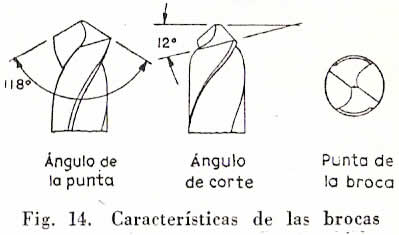 118°
12°
Ángulo de
la punta
Ángulo
de corte
Punta de
la broca
Fig. 14. Características de las brocas